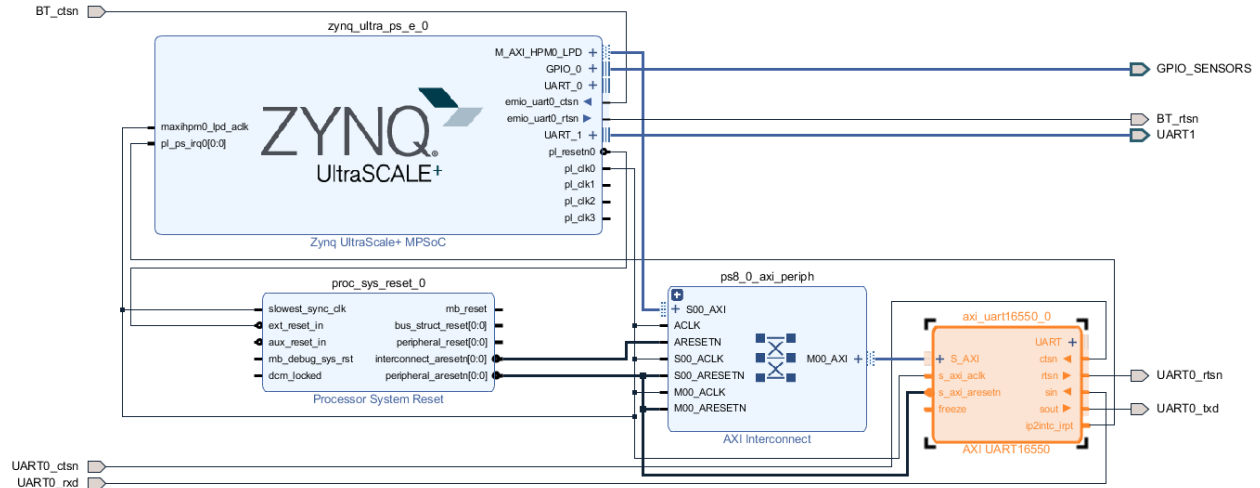 BT_ctsn
zynq_ultra_ps_e_0
M_AXI_HPM0_LPD
GPIO_0
GPIO_SENSORS
UART_0
emio_uart0_ctsn
emio_uart0_rtsn
BT_rtsn
maxihpm0_lpd_aclk
UART_1
UART1
pl_ps_irq0[0:0]
pl_resetn0
pl_clk0
pl_clk1
pl_clk2
pl_clk3
ZYNQ
UltraSCALE+
Zynq UltraScale+ MPSoC
proc_sys_reset_0
slowest_sync_clk
mb_reset
ext_reset_in
bus_struct_reset[0:0]
aux_reset_in
peripheral_reset[0:0]
mb_debug_sys_rst
interconnect_aresetn[0:0]
dcm_locked
peripheral_aresetn[0:0]
Processor System Reset
ps8_0_axi_periph
S00_AXI
ACLK
ARESETN
S00_ACLK
M00_AXI
S00_ARESETN
M00_ACLK
M00_ARESETN
AXI Interconnect
axi_uart16550_0
UART
S_AXI
ctsn
s_axi_aclk
rtsn
UART0_rtsn
s_axi_aresetn
sin
freeze
sout
UART0_txd
ip2intc_irpt
AXI UART16550
UART0_ctsn
UART0_rxd